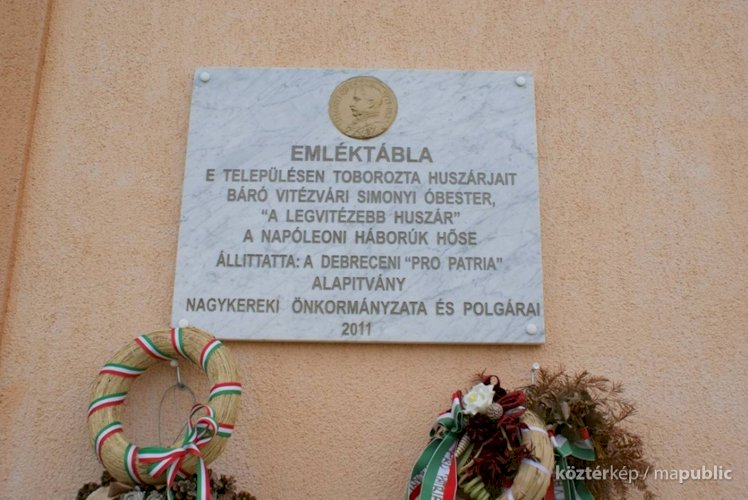 EMLÉKTÁBLA
E TELEPÜLÉSEN TOBOROZTA HUSZÁRJAIT
BÁRÓ VITÉZVÁRI SIMONYI ÓBESTER,
"A LEGVITÉZEBB HUSZÁR"
A NAPÓLEONI HÁBORÚK HŐSE
ÁLLITTATTA: A DEBRECENI "PRO PATRIA"
ALAPITVÁNY
NAGYKEREKI ÖNKORMÁNYZATA ÉS POLGÁRAI
2011
köztérkép / mapublic